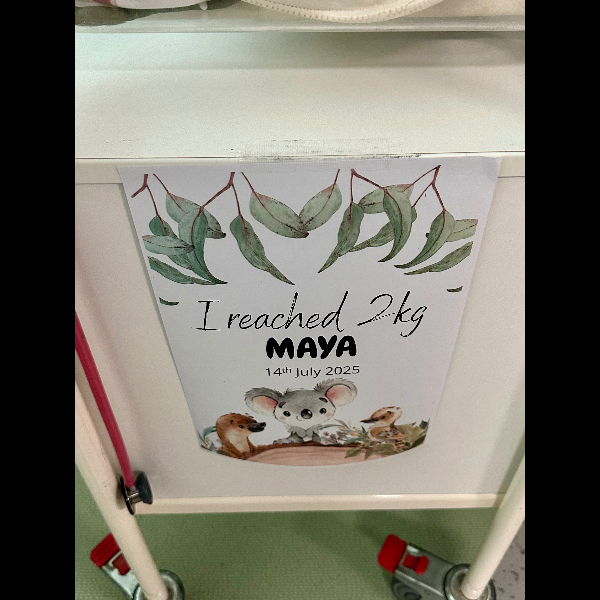 I reached 2kg
MAYA
14th July 2025